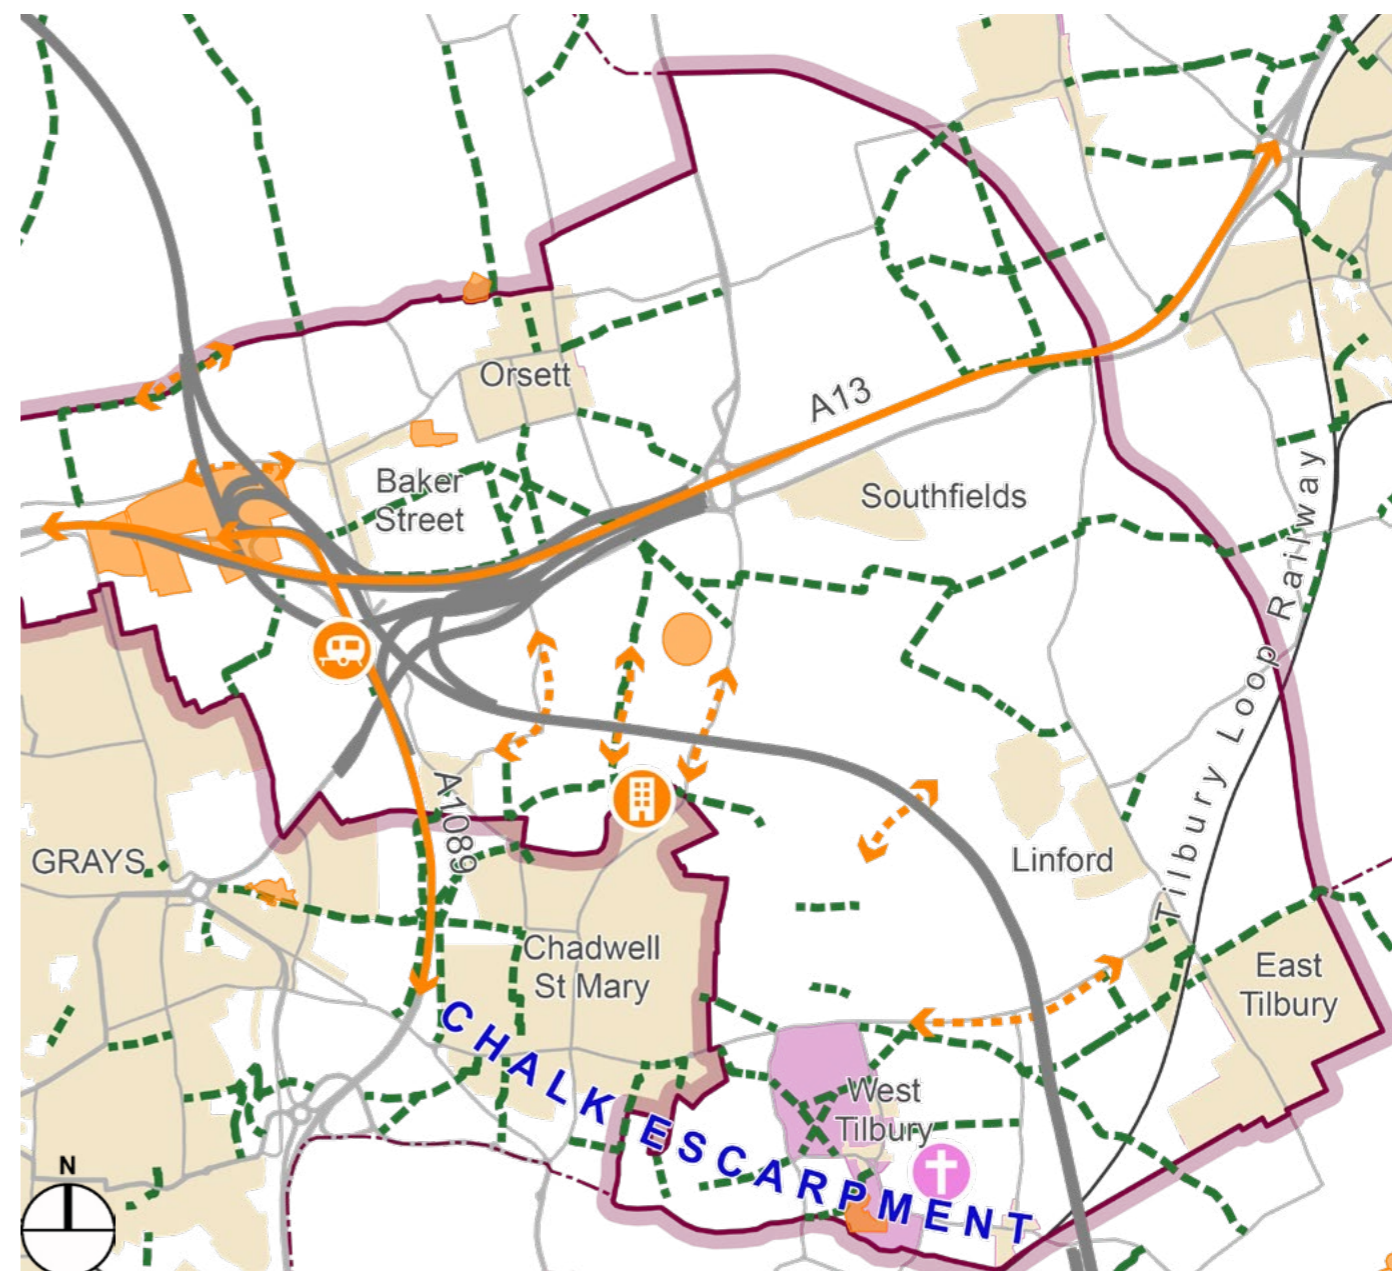 Orsett
A13
Baker
Street
Southfields
Tilbury Loop Railway
A1089
GRAYS
Linford
Chadwell
St Mary
East
Tilbury
CHALK ESCARPMENT
West
Tilbury
N